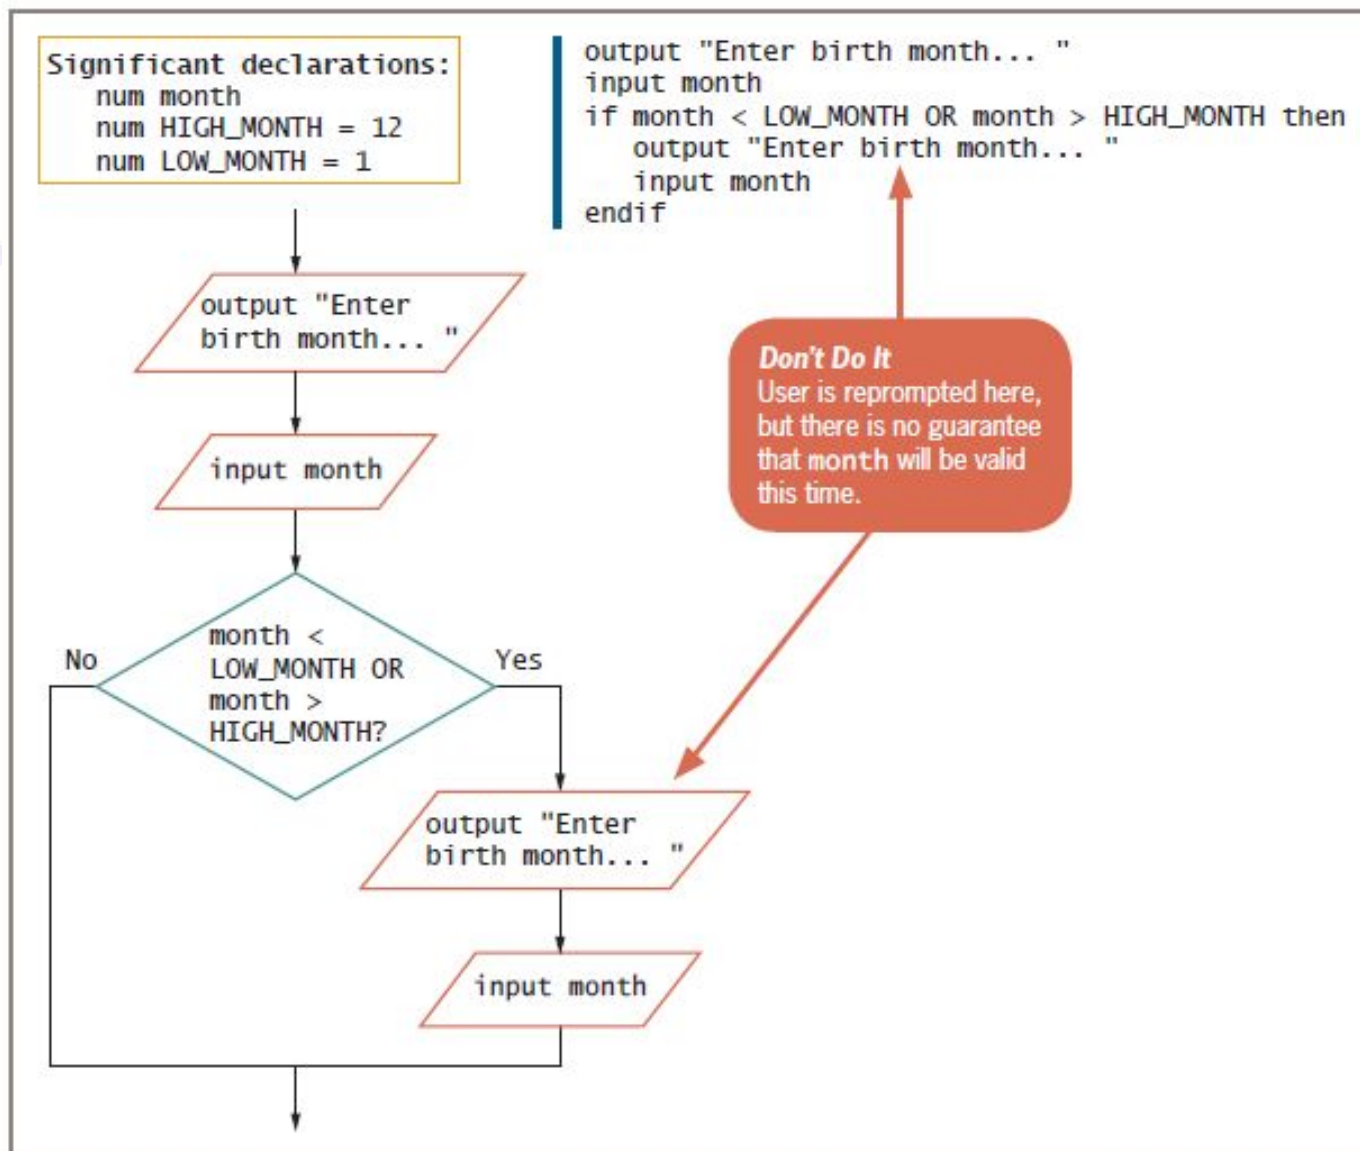 Significant declarations:
num month
num HIGH_MONTH = 12
num LOW_MONTH = 1
output "Enter birth month... "
input month
if month < LOW_MONTH OR month > HIGH_MONTH then
output "Enter birth month... "
input month
endif
output "Enter
birth month... "
input month
Don't Do It
User is reprompted here,
but there is no guarantee
that month will be valid
this time.
month <
LOW_MONTH OR
month >
HIGH_MONTH?
No
Yes
output "Enter
birth month... "
input month